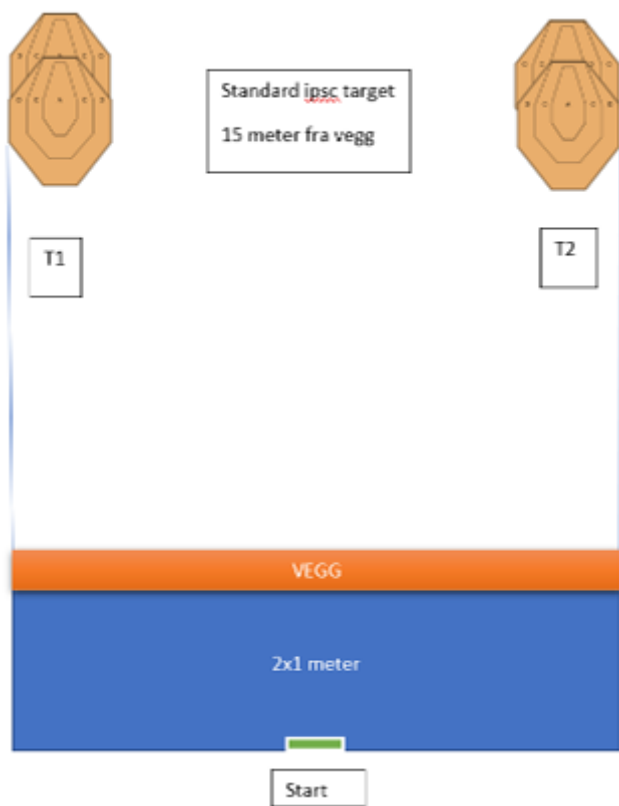 Standard ipsc target
15 meter fra vegg
T1
T2
VEGG
2x1 meter
Start